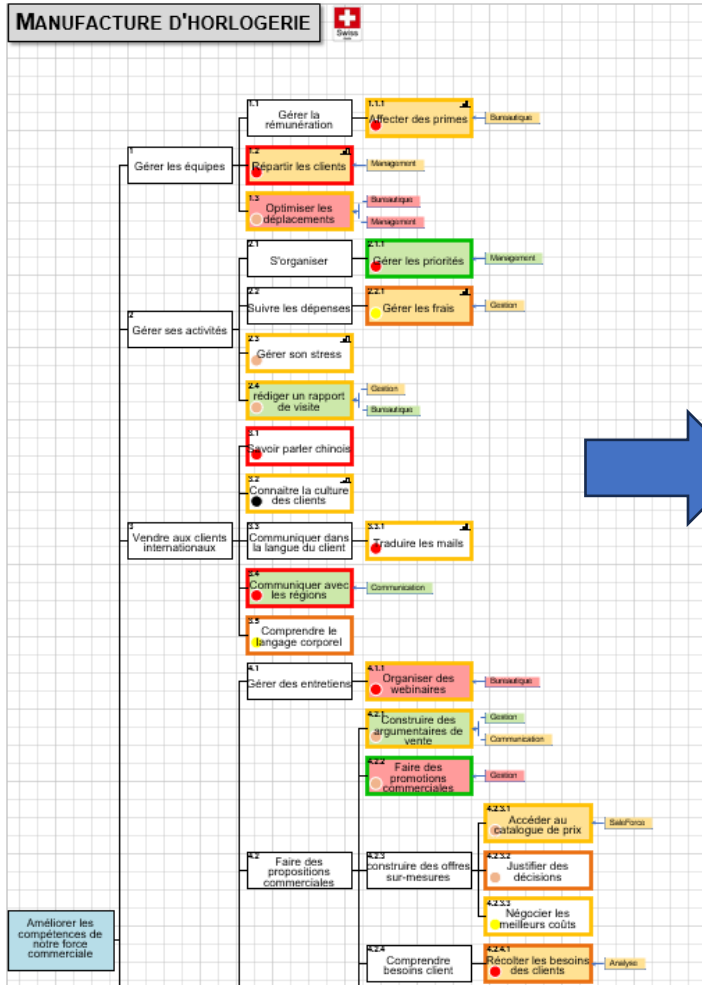 MANUFACTURE D'HORLOGERIE
Swiss
1.1
Gérer la
rémunération
1.1.1
Affecter des primes
Bureautique
1
Gérer les équipes
1.2
Répartir les clients
Management
1.3
Optimiser les
déplacements
Bureautique
Management
2.1
S'organiser
2.1.1
Gérer les priorités
Management
2
Gérer ses activités
2.2
Suivre les dépenses
2.2.1
Gérer les frais
Gestion
2.3
Gérer son stress
2.4
rédiger un rapport
de visite
Gestion
Bureautique
3.1
Savoir parler chinois
3.2
Connaitre la culture
des clients
3
Vendre aux clients
internationaux
3.3
Communiquer dans
la langue du client
3.3.1
Traduire les mails
3.4
Communiquer avec
les régions
Communication
3.5
Comprendre le
langage corporel
4.1
Gérer des entretiens
4.1.1
Organiser des
webinaires
Bureautique
4.2.1
Construire des
argumentaires de
vente
Gestion
Communication
4.2.2
Faire des
promotions
commerciales
Gestion
4.2.3.1
Accéder au
catalogue de prix
SaleForce
4.2
Faire des
propositions
commerciales
4.2.3
construire des offres
sur-mesures
4.2.3.2
Justifier des
décisions
4.2.3.3
Négocier les
meilleurs coûts
Améliorer les
compétences de
notre force
commerciale
4.2.4
Comprendre
besoins client
4.2.4.1
Récolter les besoins
des clients
Analyse